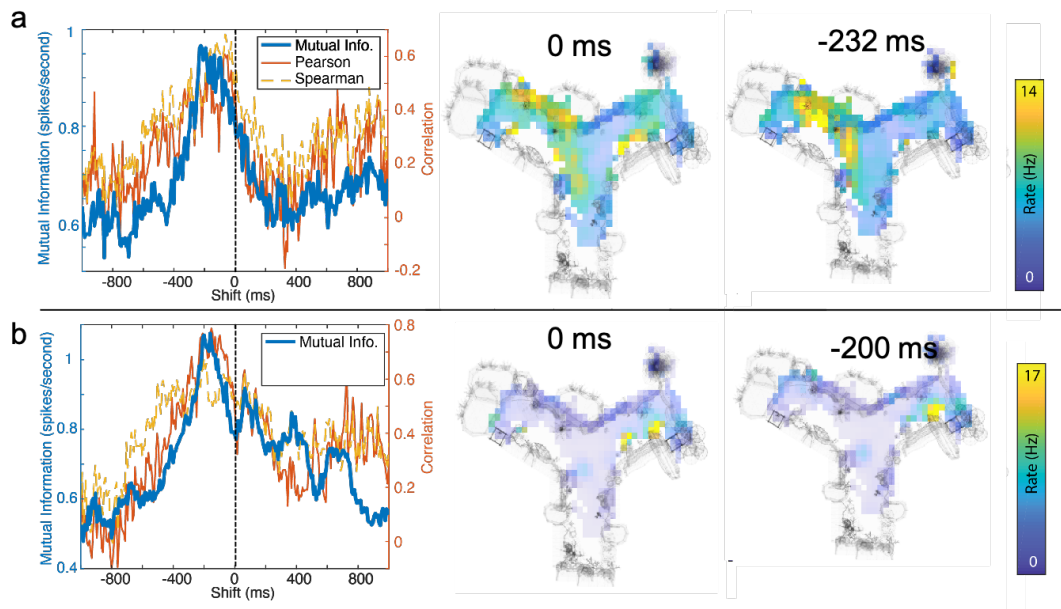 a
1
0.8
0.6
Mutual Information (spikes/second)
Mutual Info.
Pearson
Spearman
0.6
0.4
0.2
0
-0.2
Correlation
-800 -400 0 400 800
Shift (ms)
0 ms
-232 ms
14
Rate (Hz)
0
b
1
0.8
0.6
0.4
Mutual Information (spikes/second)
Mutual Info.
0.8
0.6
0.4
0.2
0
Correlation
-800 -400 0 400 800
Shift (ms)
0 ms
-200 ms
17
Rate (Hz)
0